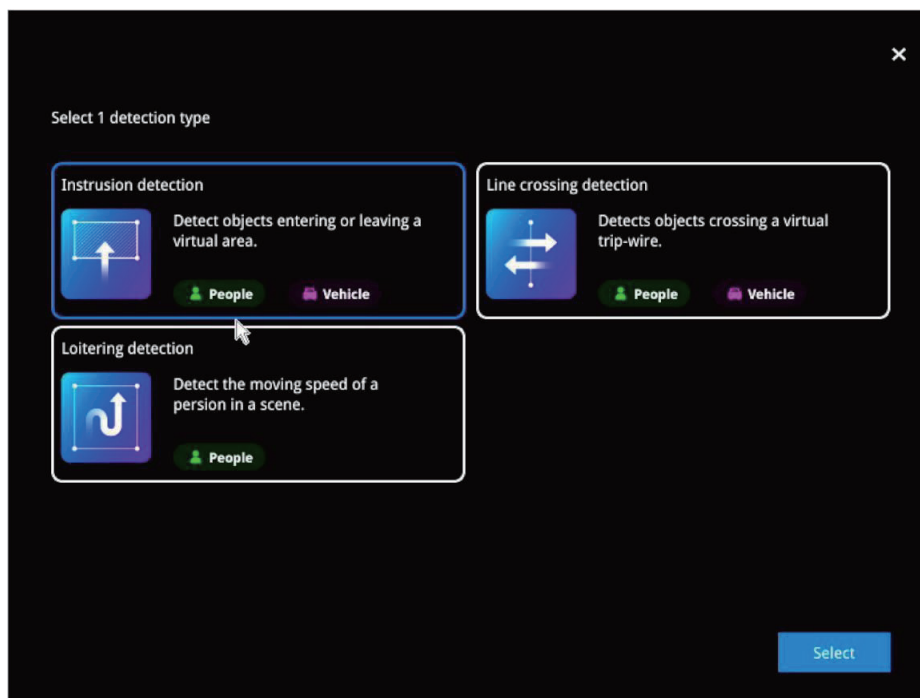 Select 1 detection type
Instrusion detection
Detect objects entering or leaving a
virtual area.
People Vehicle
Line crossing detection
Detects objects crossing a virtual
trip-wire.
People Vehicle
Loitering detection
Detect the moving speed of a
persion in a scene.
People
Select